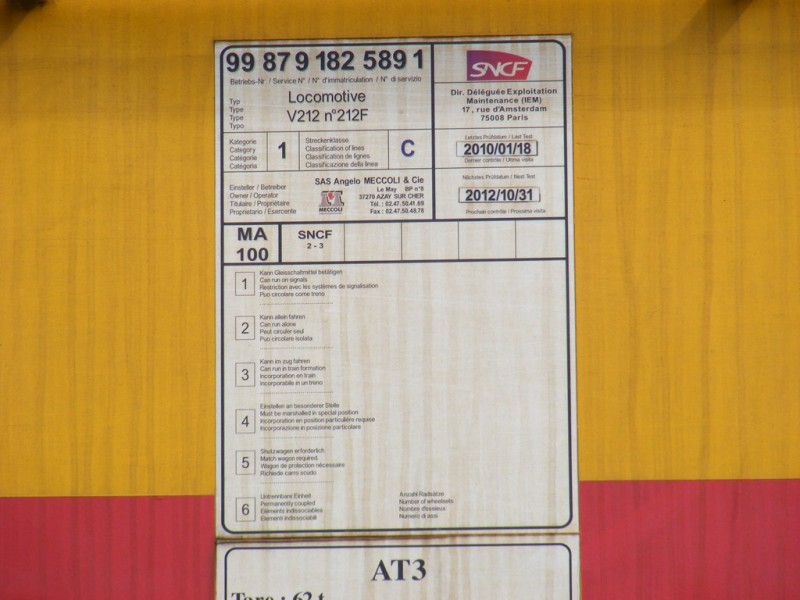 99 87 9 182 589 1
Betriebs-Nr. / Service N° / N° d'immatriculation / N° di servizio
Typ
Type
Type
Typo
Locomotive
V212 n°212F
SNCF
Dir. Déléguée Exploitation
Maintenance (IEM)
17, rue d'Amsterdam
75008 Paris
Kategorie
Category
Catégorie
Catégoria
1
Streckenklasse
Classification of lines
Classification de lignes
Classificazione della linea
C
Letztes Prüfdatum / Last Test
2010/01/18
Dernier contrôle / Ultima visita
Einsteller / Betreiber
Owner / Operator
Titulaire / Propriétaire
Proprietario / Esercente
MECCOLI
SAS Angelo MECCOLI & Cie
Le May BP n°8
37270 AZAY SUR CHER
Tél. : 02.47.50.41.69
Fax : 02.47.50.48.78
Nächstes Prüfdatum / Next Test
2012/10/31
Prochain contrôle / Prossima visita
MA
100
SNCF
2 - 3
1
Kann Gleisschaltmittel betätigen
Can run on signals
Restriction avec les systèmes de signalisation
Puo circolare come treno
2
Kann allein fahren
Can run alone
Peut circuler seul
Puo circolare isolata
3
Kann im zug fahren
Can run in train formation
Incorporation en train
Incorporabile in un treno
4
Einstellen an besonderer Stelle
Must be marshalled in special position
Incorporation en position particulière requise
Incorporazione in posizione particolare
5
Shutzwagen erforderlich
Match wagon required
Wagon de protection nécessaire
Richiede carro scudo
6
Untrennbare Einheit
Permanently coupled
Elements indissociables
Elementi indissociabili
Anzahl Radsätze
Number of wheelsets
Nombre d'essieux
Numero di assi
AT3
Tare : 62 t